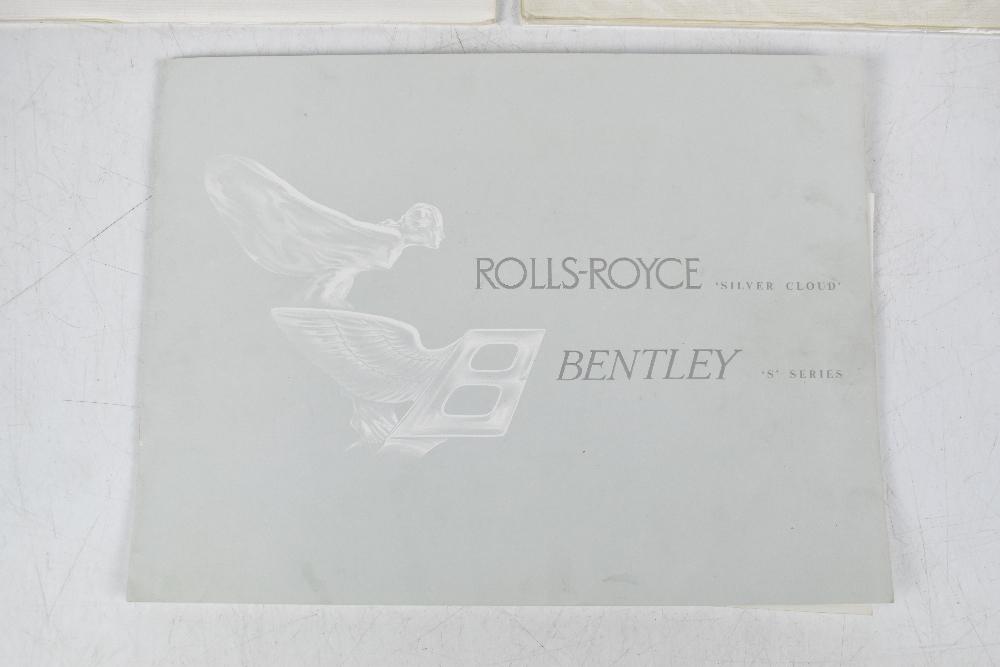 ROLLS-ROYCE 'SILVER CLOUD'
BENTLEY 'S' SERIES